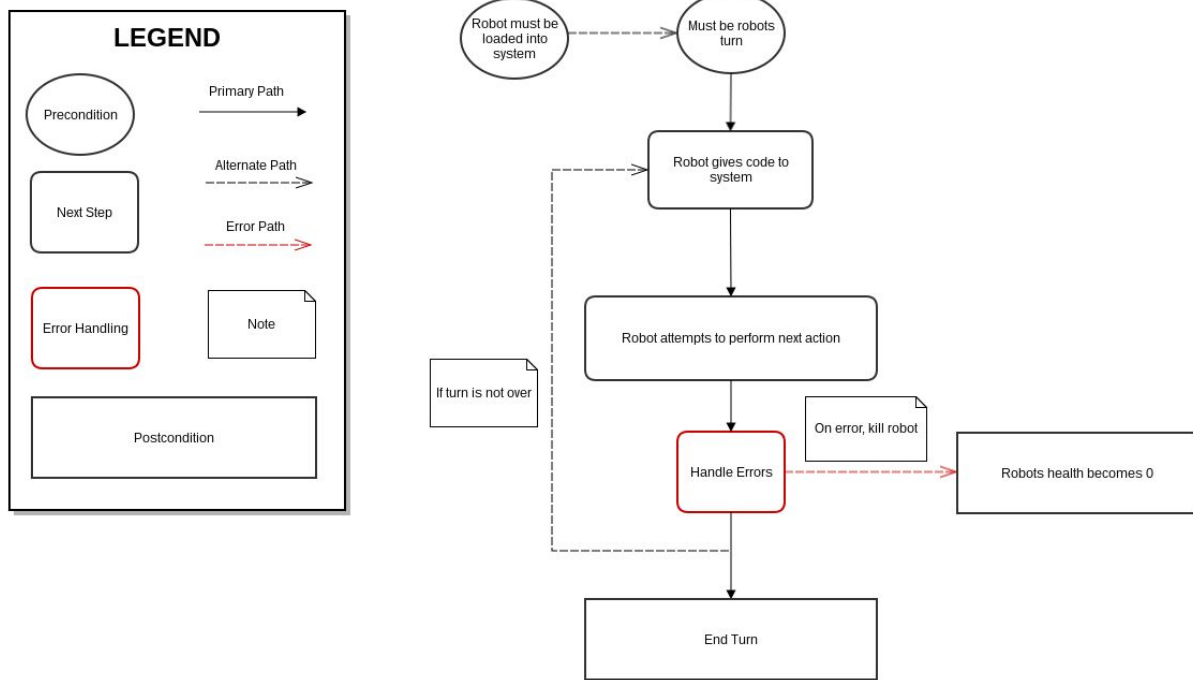 LEGEND
Precondition
Primary Path
Alternate Path
Next Step
Error Path
Error Handling
Note
Postcondition
Robot must be
loaded into
system
Must be robots
turn
Robot gives code to
system
Robot attempts to perform next action
If turn is not over
On error, kill robot
Handle Errors
Robots health becomes 0
End Turn